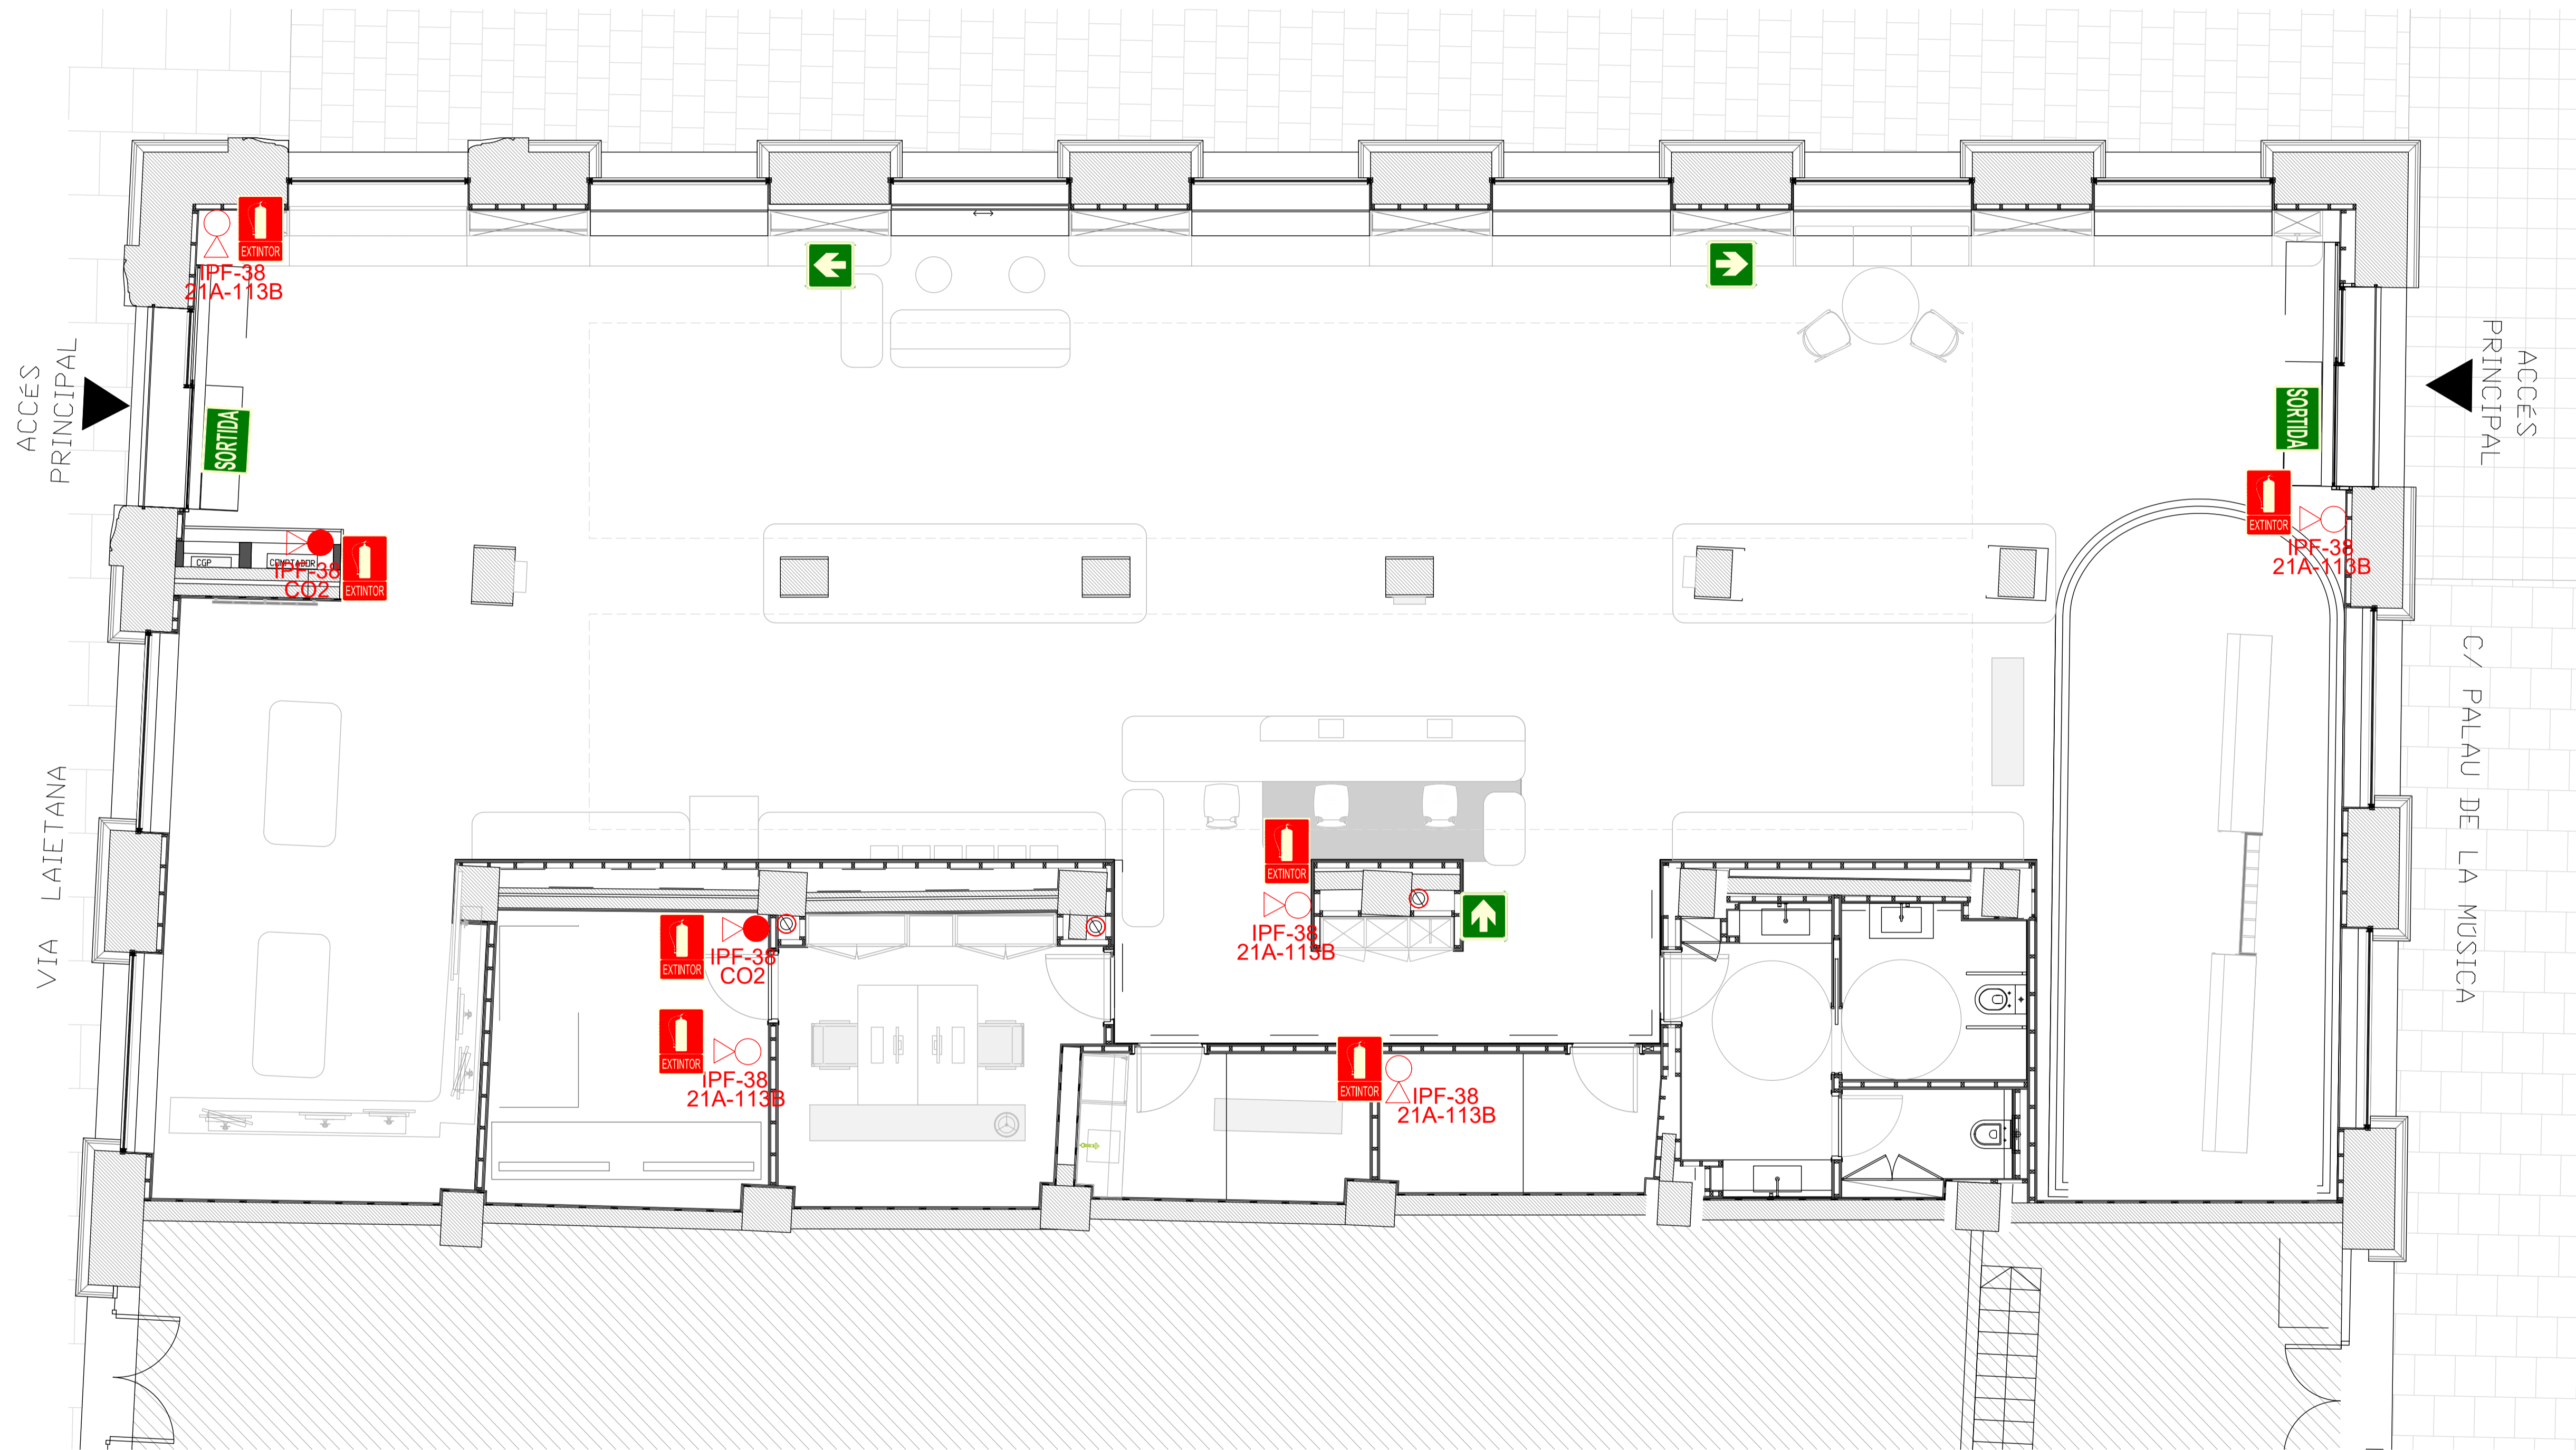 EXTINTOR
IPF-38
21A-113B
ACCÉS
PRINCIPAL
SORTIDA
CGP
COMPTADOR
IPF-38
CO2
EXTINTOR
VIA LAIETANA
EXTINTOR
IPF-38
CO2
EXTINTOR
IPF-38
21A-113B
EXTINTOR
IPF-38
21A-113B
EXTINTOR
IPF-38
21A-113B
SORTIDA
EXTINTOR
IPF-38
21A-113B
ACCÉS
PRINCIPAL
C/ PALAU DE LA MÚSICA